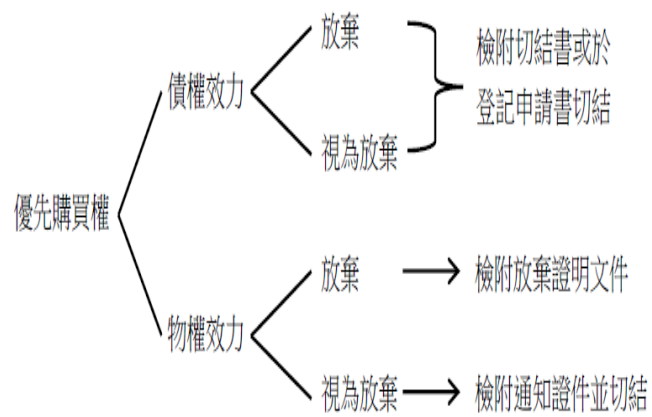 優先購買權
債權效力
放棄
視為放棄
檢附切結書或於
登記申請書切結
物權效力
放棄
檢附放棄證明文件
視為放棄
檢附通知證件並切結